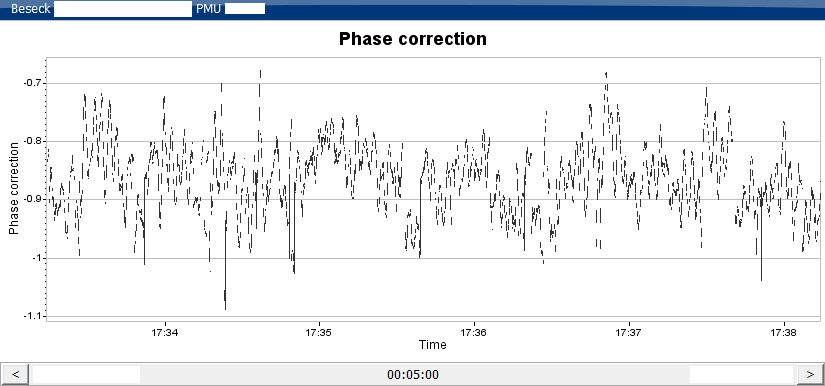 Beseck PMU
Phase correction
Phase correction
-0.7
-0.8
-0.9
-1
-1.1
17:34 17:35 17:36 17:37 17:38
Time
< 00:05:00 >